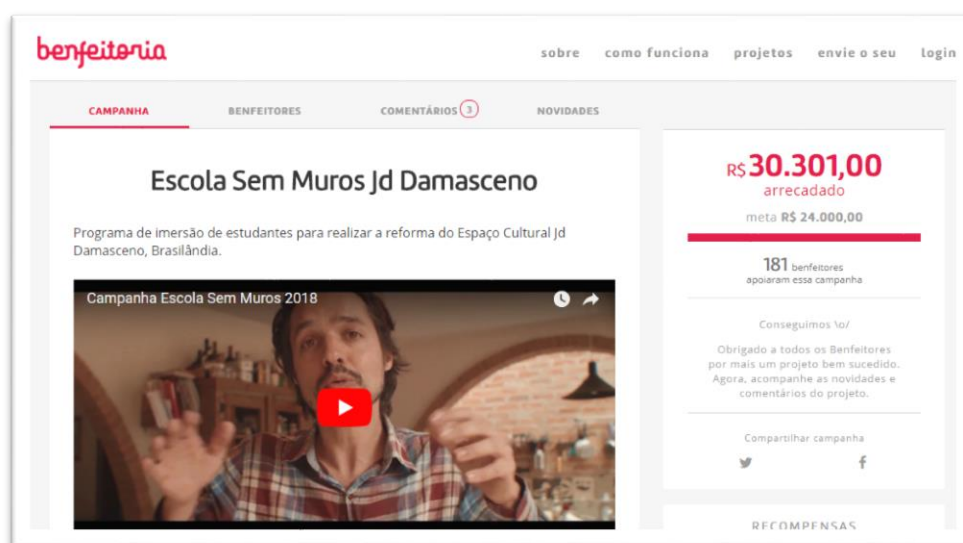 benfeitoria
sobre como funciona projetos envie o seu login
CAMPANHA BENFEITORES COMENTÁRIOS 3 NOVIDADES
Escola Sem Muros Jd Damasceno
Programa de imersão de estudantes para realizar a reforma do Espaço Cultural Jd
Damasceno, Brasilândia.
Campanha Escola Sem Muros 2018
R$ 30.301,00
arrecadado
meta R$ 24.000,00
181 benfeitores
apoiaram essa campanha
Conseguimos \o/
Obrigado a todos os Benfeitores
por mais um projeto bem sucedido.
Agora, acompanhe as novidades e
comentários do projeto.
Compartilhar campanha
RECOMPENSAS